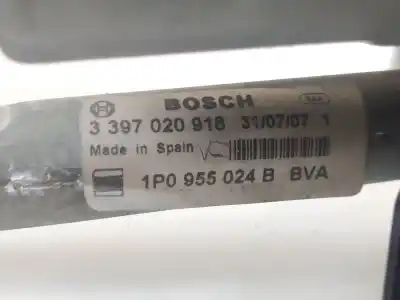 BOSCH
3 397 020 918 31/07/07 1
Made in Spain
1P0 955 024 B BVA